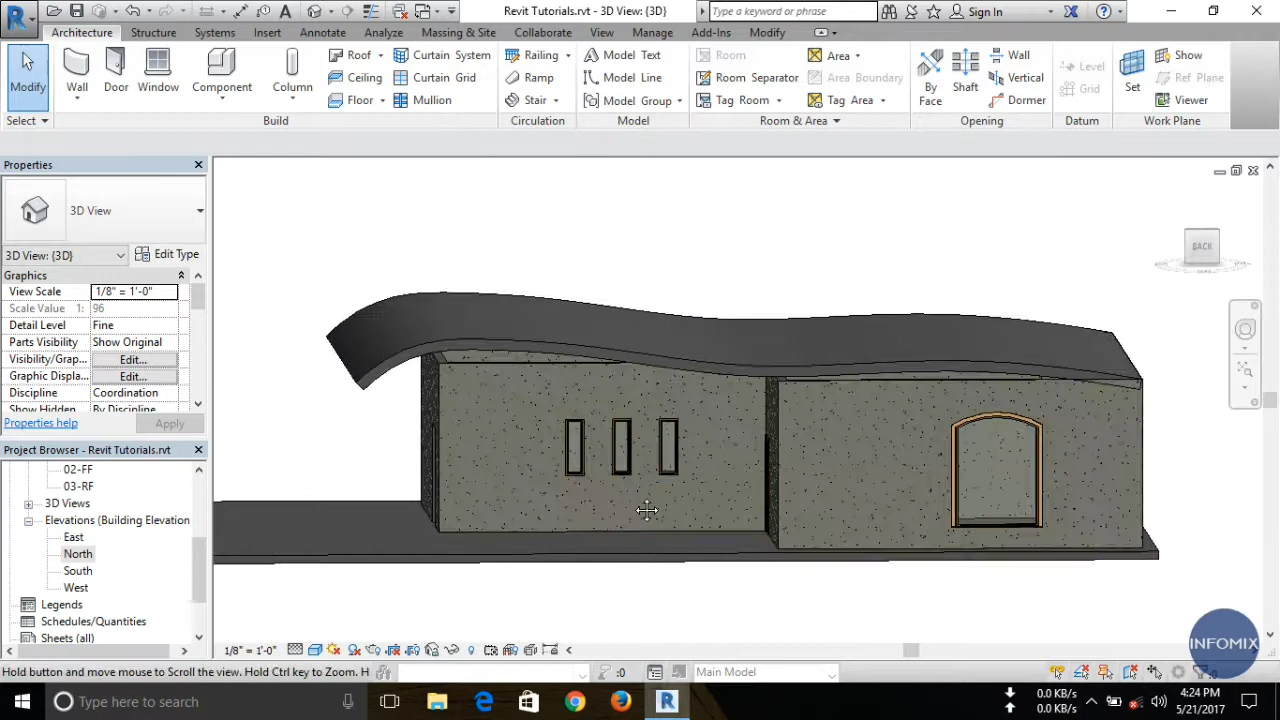 Revit Tutorials.rvt - 3D View: {3D}
Type a keyword or phrase
Sign In
Architecture Structure Systems Insert Annotate Analyze Massing & Site Collaborate View Manage Add-Ins Modify
Modify
Select
Wall
Door
Window
Component
Column
Roof
Ceiling
Floor
Curtain System
Curtain Grid
Mullion
Build
Railing
Ramp
Stair
Circulation
Model Text
Model Line
Model Group
Model
Room
Room Separator
Tag Room
Area
Area Boundary
Tag Area
Room & Area
By
Face
Shaft
Wall
Vertical
Dormer
Opening
Level
Grid
Datum
Set
Show
Ref Plane
Viewer
Work Plane
Properties
3D View
3D View: {3D}
Edit Type
Graphics
View Scale 1/8" = 1'-0"
Scale Value 1: 96
Detail Level Fine
Parts Visibility Show Original
Visibility/Grap... Edit...
Graphic Displa... Edit...
Discipline Coordination
Show Hidden By Discipline
Properties help
Apply
Project Browser - Revit Tutorials.rvt
02-FF
03-RF
3D Views
Elevations (Building Elevation
East
North
South
West
Legends
Schedules/Quantities
Sheets (all)
BACK
INFOMIX
1/8" = 1'-0"
Hold button and move mouse to Scroll the view. Hold Ctrl key to Zoom. H
:0
Main Model
:0
Type here to search
0.0 KB/s
0.0 KB/s
4:24 PM
5/21/2017